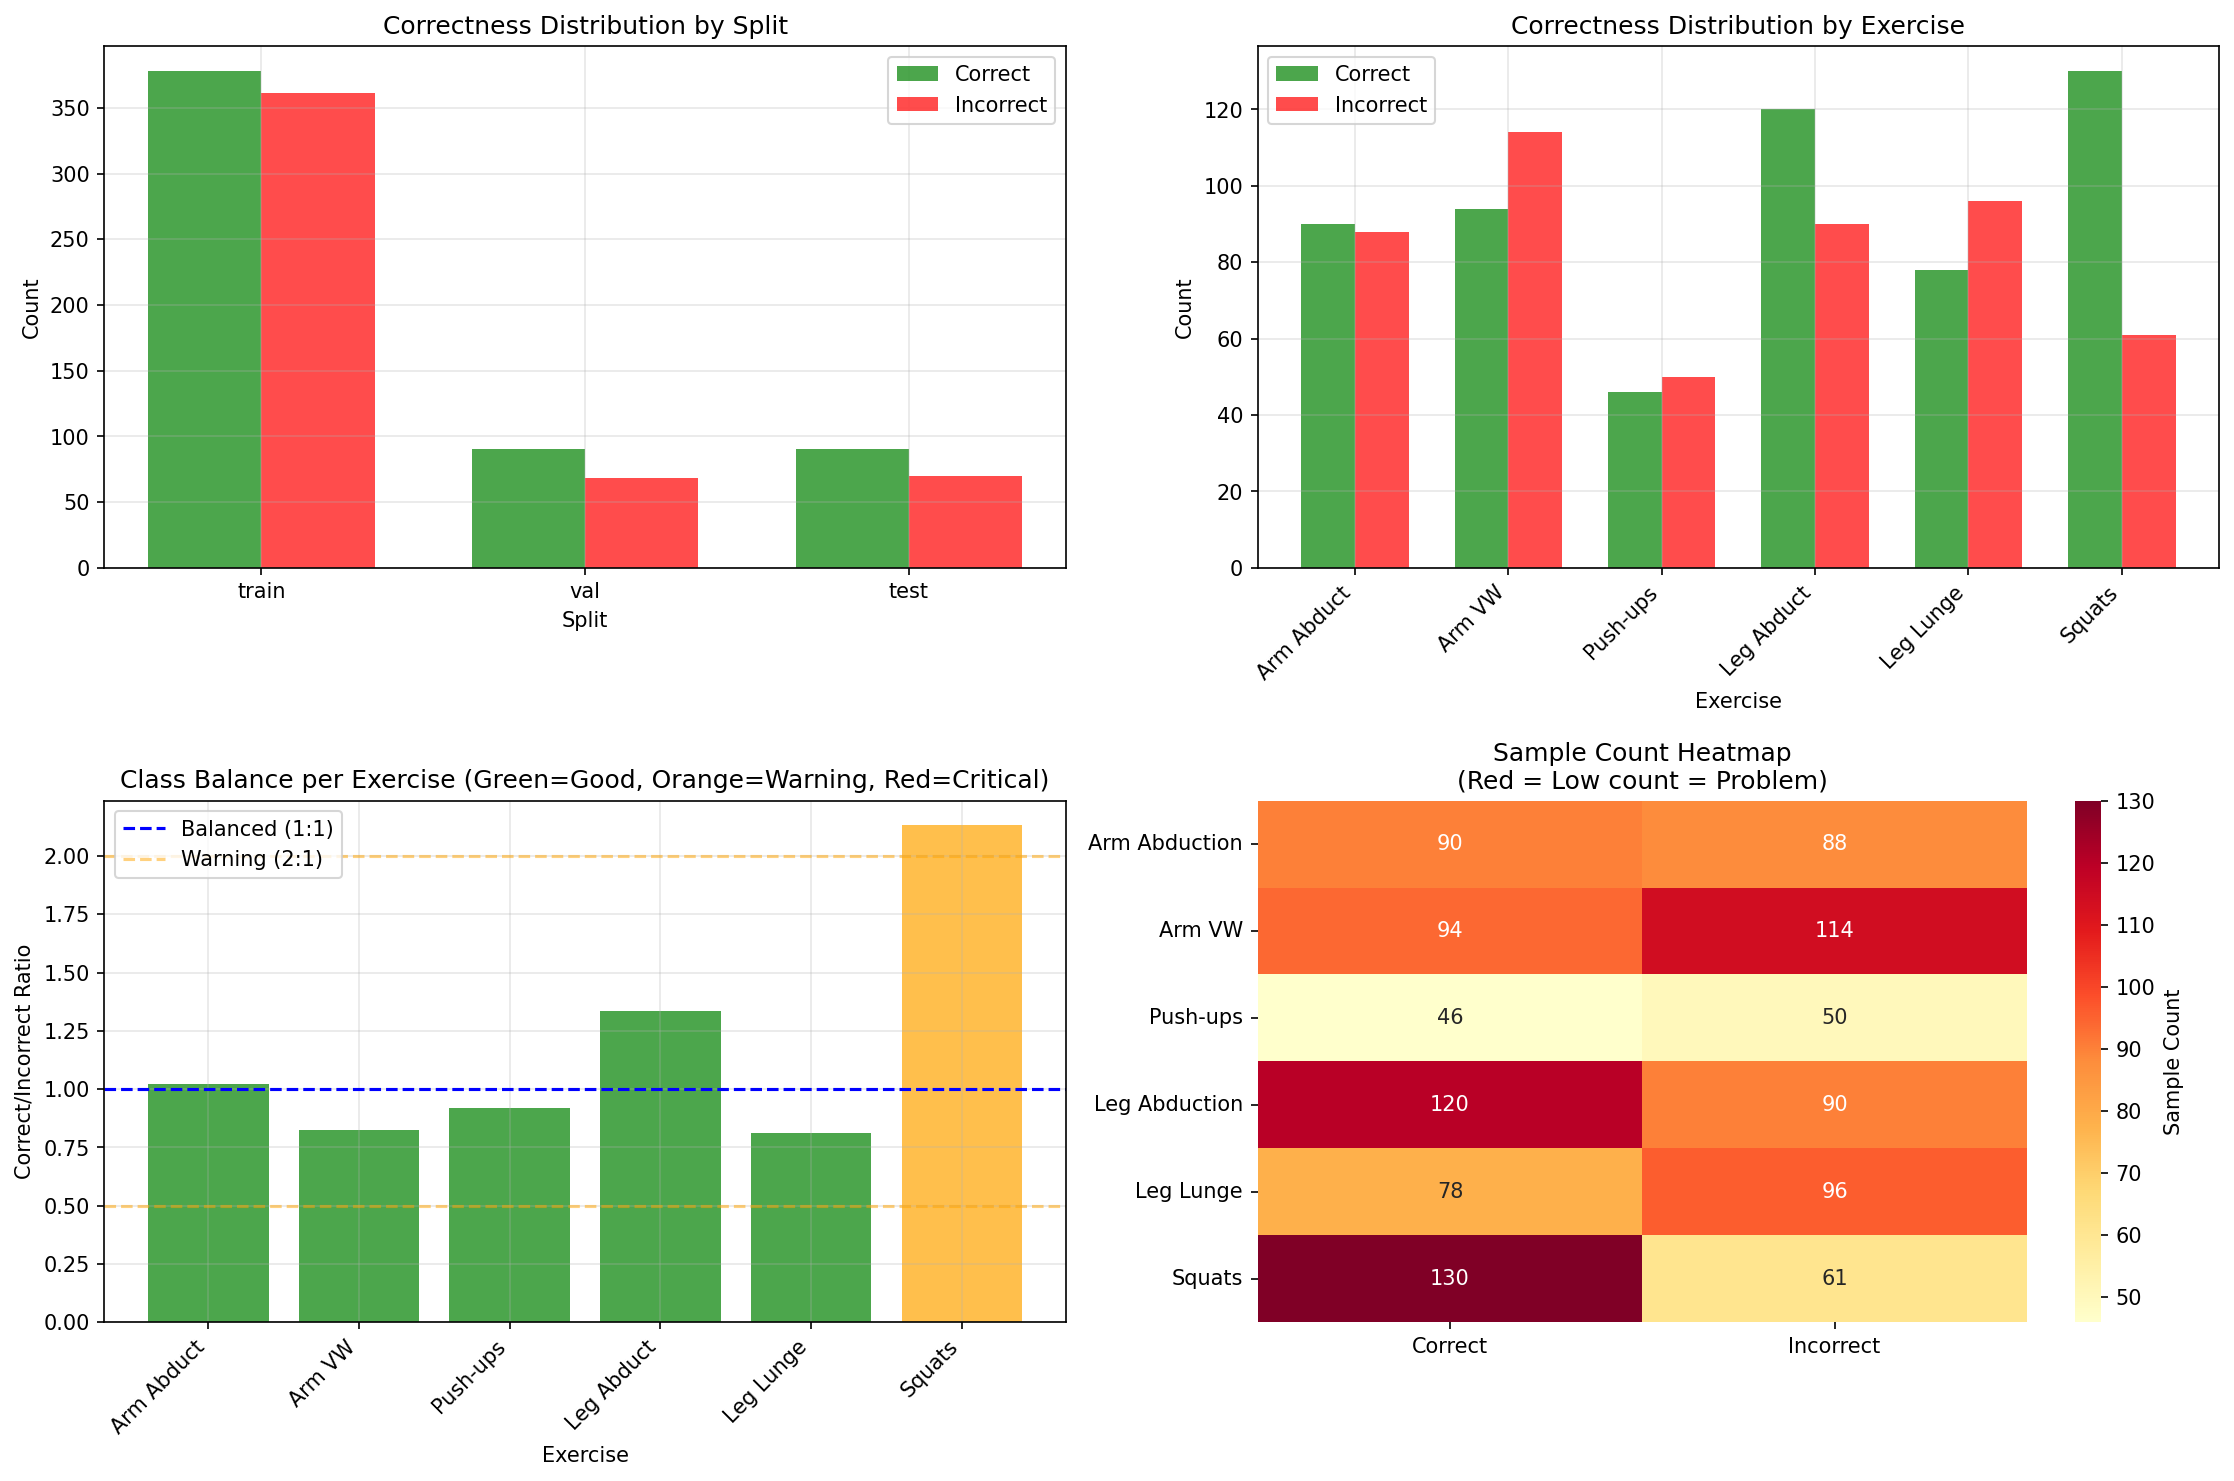 Correctness Distribution by Split
Count
350
300
250
200
150
100
50
0
Correct
Incorrect
train
val
test
Split
Correctness Distribution by Exercise
Count
120
100
80
60
40
20
0
Correct
Incorrect
Arm Abduct
Arm VW
Push-ups
Leg Abduct
Leg Lunge
Squats
Exercise
Class Balance per Exercise (Green=Good, Orange=Warning, Red=Critical)
Correct/Incorrect Ratio
2.00
1.75
1.50
1.25
1.00
0.75
0.50
0.25
0.00
Balanced (1:1)
Warning (2:1)
Arm Abduct
Arm VW
Push-ups
Leg Abduct
Leg Lunge
Squats
Exercise
Sample Count Heatmap
(Red = Low count = Problem)
Arm Abduction 90 88
Arm VW 94 114
Push-ups 46 50
Leg Abduction 120 90
Leg Lunge 78 96
Squats 130 61
Correct Incorrect
130
120
110
100
90
80
70
60
50
Sample Count